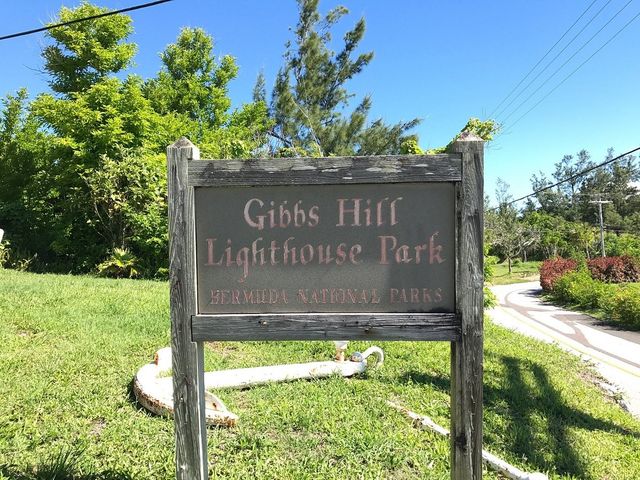 Gibbs Hill
Lighthouse Park
BERMUDA NATIONAL PARKS